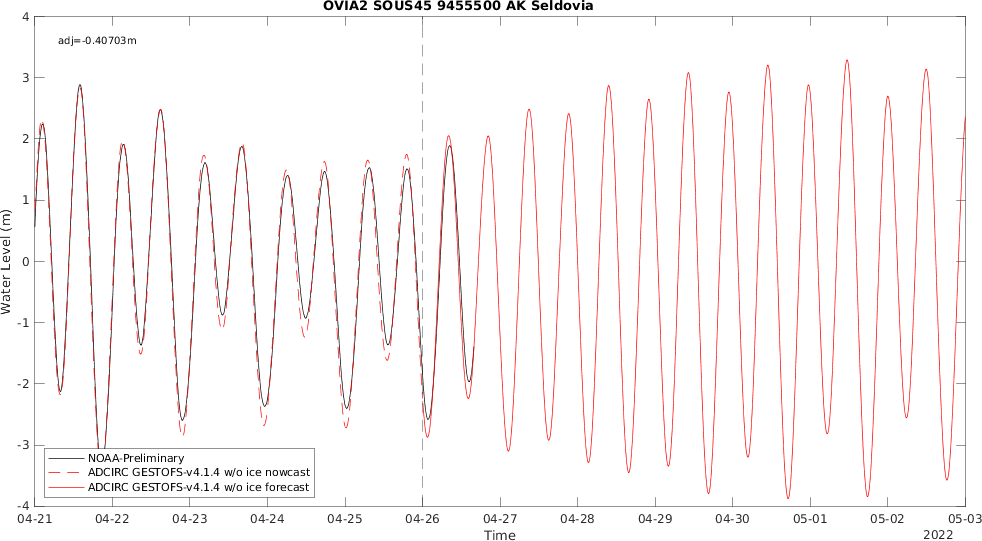 OVIA2 SOUS45 9455500 AK Seldovia
adj=-0.40703m
4
3
2
1
0
-1
-2
-3
-4
Water Level (m)
NOAA-Preliminary
ADCIRC GESTOFS-v4.1.4 w/o ice nowcast
ADCIRC GESTOFS-v4.1.4 w/o ice forecast
04-21 04-22 04-23 04-24 04-25 04-26 04-27 04-28 04-29 04-30 05-01 05-02 05-03
Time
2022